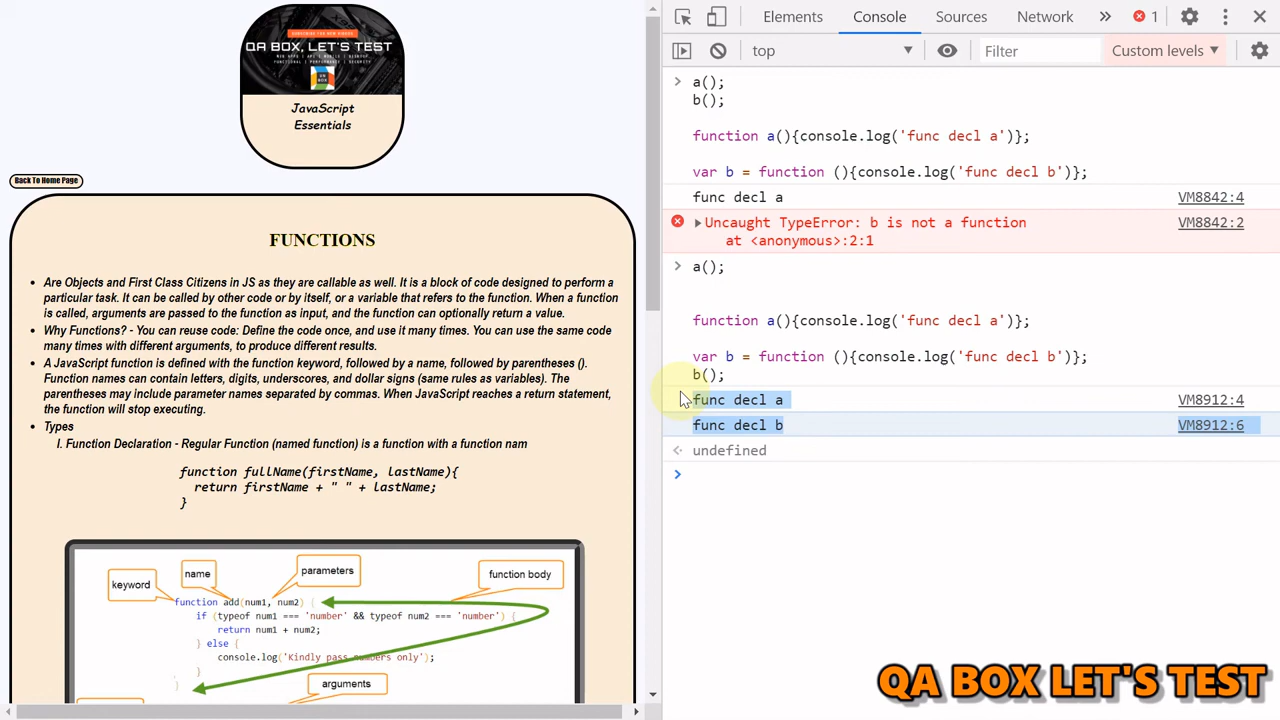 SUBSCRIBE FOR NEW VIDEOS
QA BOX, LET'S TEST
WEB APPS | API | MOBILE | DESKTOP
FUNCTIONAL | PERFORMANCE | SECURITY
JavaScript
Essentials
Back To Home Page
FUNCTIONS
• Are Objects and First Class Citizens in JS as they are callable as well. It is a block of code designed to perform a
particular task. It can be called by other code or by itself, or a variable that refers to the function. When a function
is called, arguments are passed to the function as input, and the function can optionally return a value.
• Why Functions? - You can reuse code: Define the code once, and use it many times. You can use the same code
many times with different arguments, to produce different results.
• A JavaScript function is defined with the function keyword, followed by a name, followed by parentheses ().
Function names can contain letters, digits, underscores, and dollar signs (same rules as variables). The
parentheses may include parameter names separated by commas. When JavaScript reaches a return statement,
the function will stop executing.
• Types
I. Function Declaration - Regular Function (named function) is a function with a function nam
function fullName(firstName, lastName){
return firstName + " " + lastName;
}
keyword
name
parameters
function body
function add(num1, num2) {
if (typeof num1 === 'number' && typeof num2 === 'number') {
return num1 + num2;
} else {
console.log('Kindly pass numbers only');
}
}
arguments
Elements
Console
Sources
Network
1
top
Filter
Custom levels
a();
b();
function a(){console.log('func decl a')};
var b = function (){console.log('func decl b')};
func decl a VM8842:4
Uncaught TypeError: b is not a function VM8842:2
at <anonymous>:2:1
a();
function a(){console.log('func decl a')};
var b = function (){console.log('func decl b')};
b();
func decl a VM8912:4
func decl b VM8912:6
undefined
QA BOX LET'S TEST